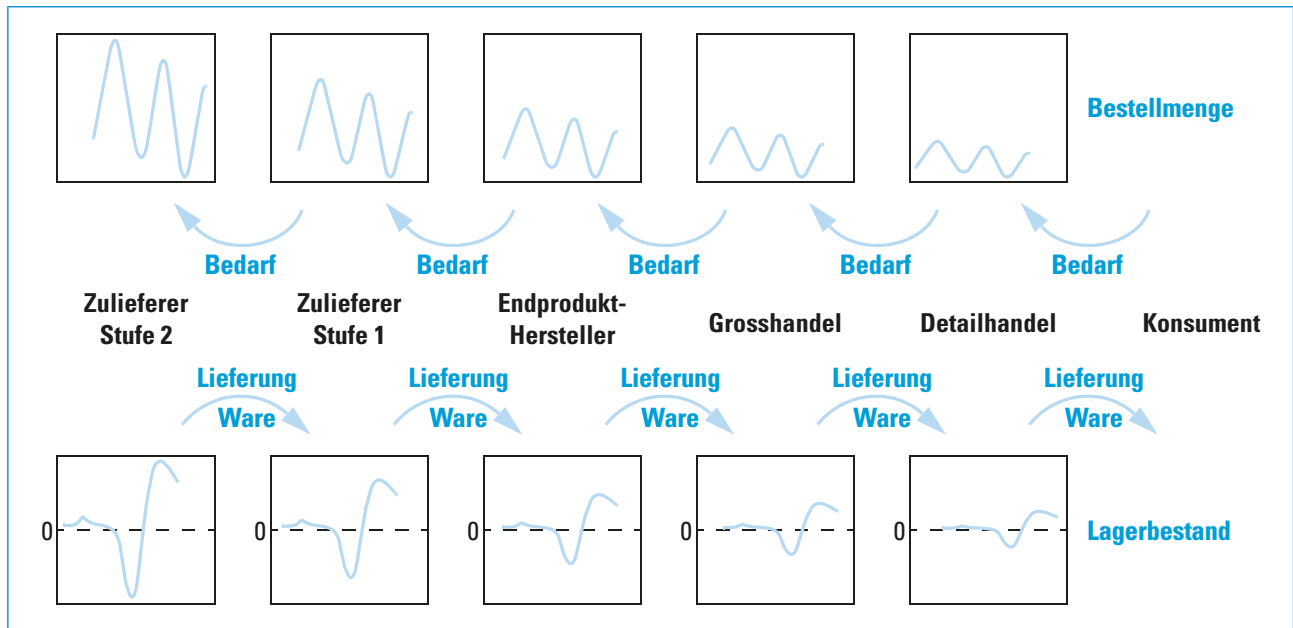 Bestellmenge
Bedarf
Bedarf
Bedarf
Bedarf
Bedarf
Zulieferer
Stufe 2
Zulieferer
Stufe 1
Endprodukt-
Hersteller
Grosshandel
Detailhandel
Konsument
Lieferung
Ware
Lieferung
Ware
Lieferung
Ware
Lieferung
Ware
Lieferung
Ware
0
0
0
0
0
Lagerbestand